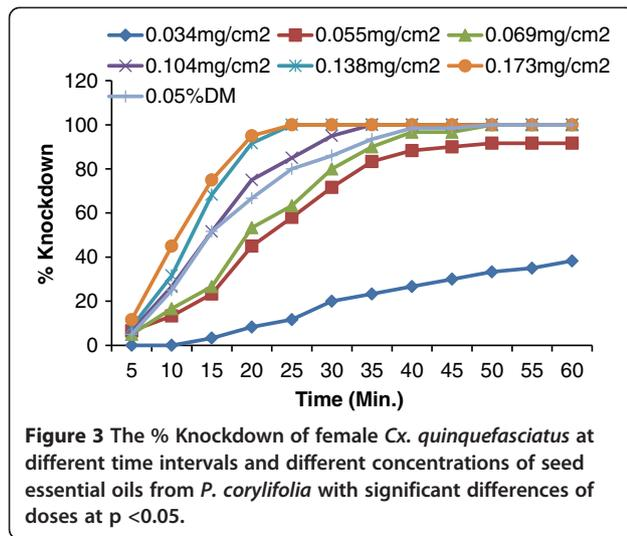 0.034mg/cm2 0.055mg/cm2 0.069mg/cm2
0.104mg/cm2 0.138mg/cm2 0.173mg/cm2
0.05%DM
120
100
80
60
40
20
0
% Knockdown
5 10 15 20 25 30 35 40 45 50 55 60
Time (Min.)
Figure 3 The % Knockdown of female Cx. quinquefasciatus at
different time intervals and different concentrations of seed
essential oils from P. corylifolia with significant differences of
doses at p <0.05.